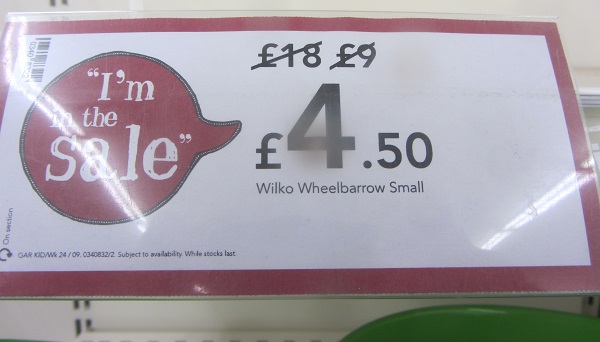 "I'm
in the
sale"
£18 £9
£4.50
Wilko Wheelbarrow Small
On section
GAR KID/Wk 24 / 09. 0340832/2. Subject to availability. While stocks last.